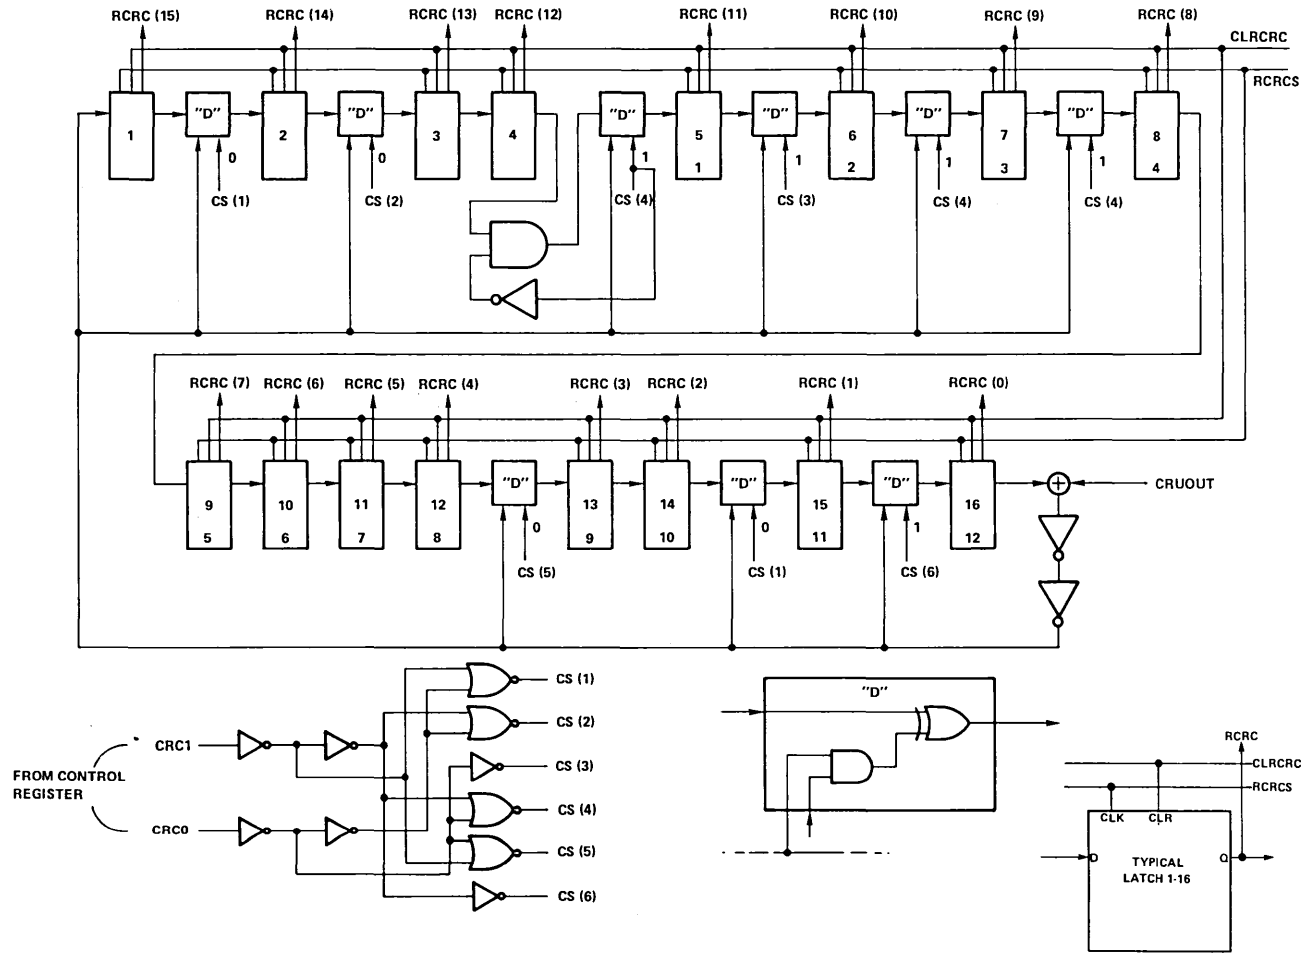 RCRC (15) RCRC (14) RCRC (13) RCRC (12) RCRC (11) RCRC (10) RCRC (9) RCRC (8)
CLRCRC
RCRCS
"D" "D" "D" "D" "D" "D"
1 2 3 4 5 6 7 8
0 0 1 1 1 1
1 2 3 4
CS (1) CS (2) CS (4) CS (3) CS (4) CS (4)
RCRC (7) RCRC (6) RCRC (5) RCRC (4) RCRC (3) RCRC (2) RCRC (1) RCRC (0)
"D" "D" "D"
CRUOUT
9 10 11 12 13 14 15 16
0 0 1
5 6 7 8 9 10 11 12
CS (5) CS (1) CS (6)
CS (1)
CS (2)
CS (3)
CS (4)
CS (5)
CS (6)
CRC1
FROM CONTROL
REGISTER
CRC0
"D"
RCRC
CLRCRC
RCRCS
CLK CLR
D Q
TYPICAL
LATCH 1-16